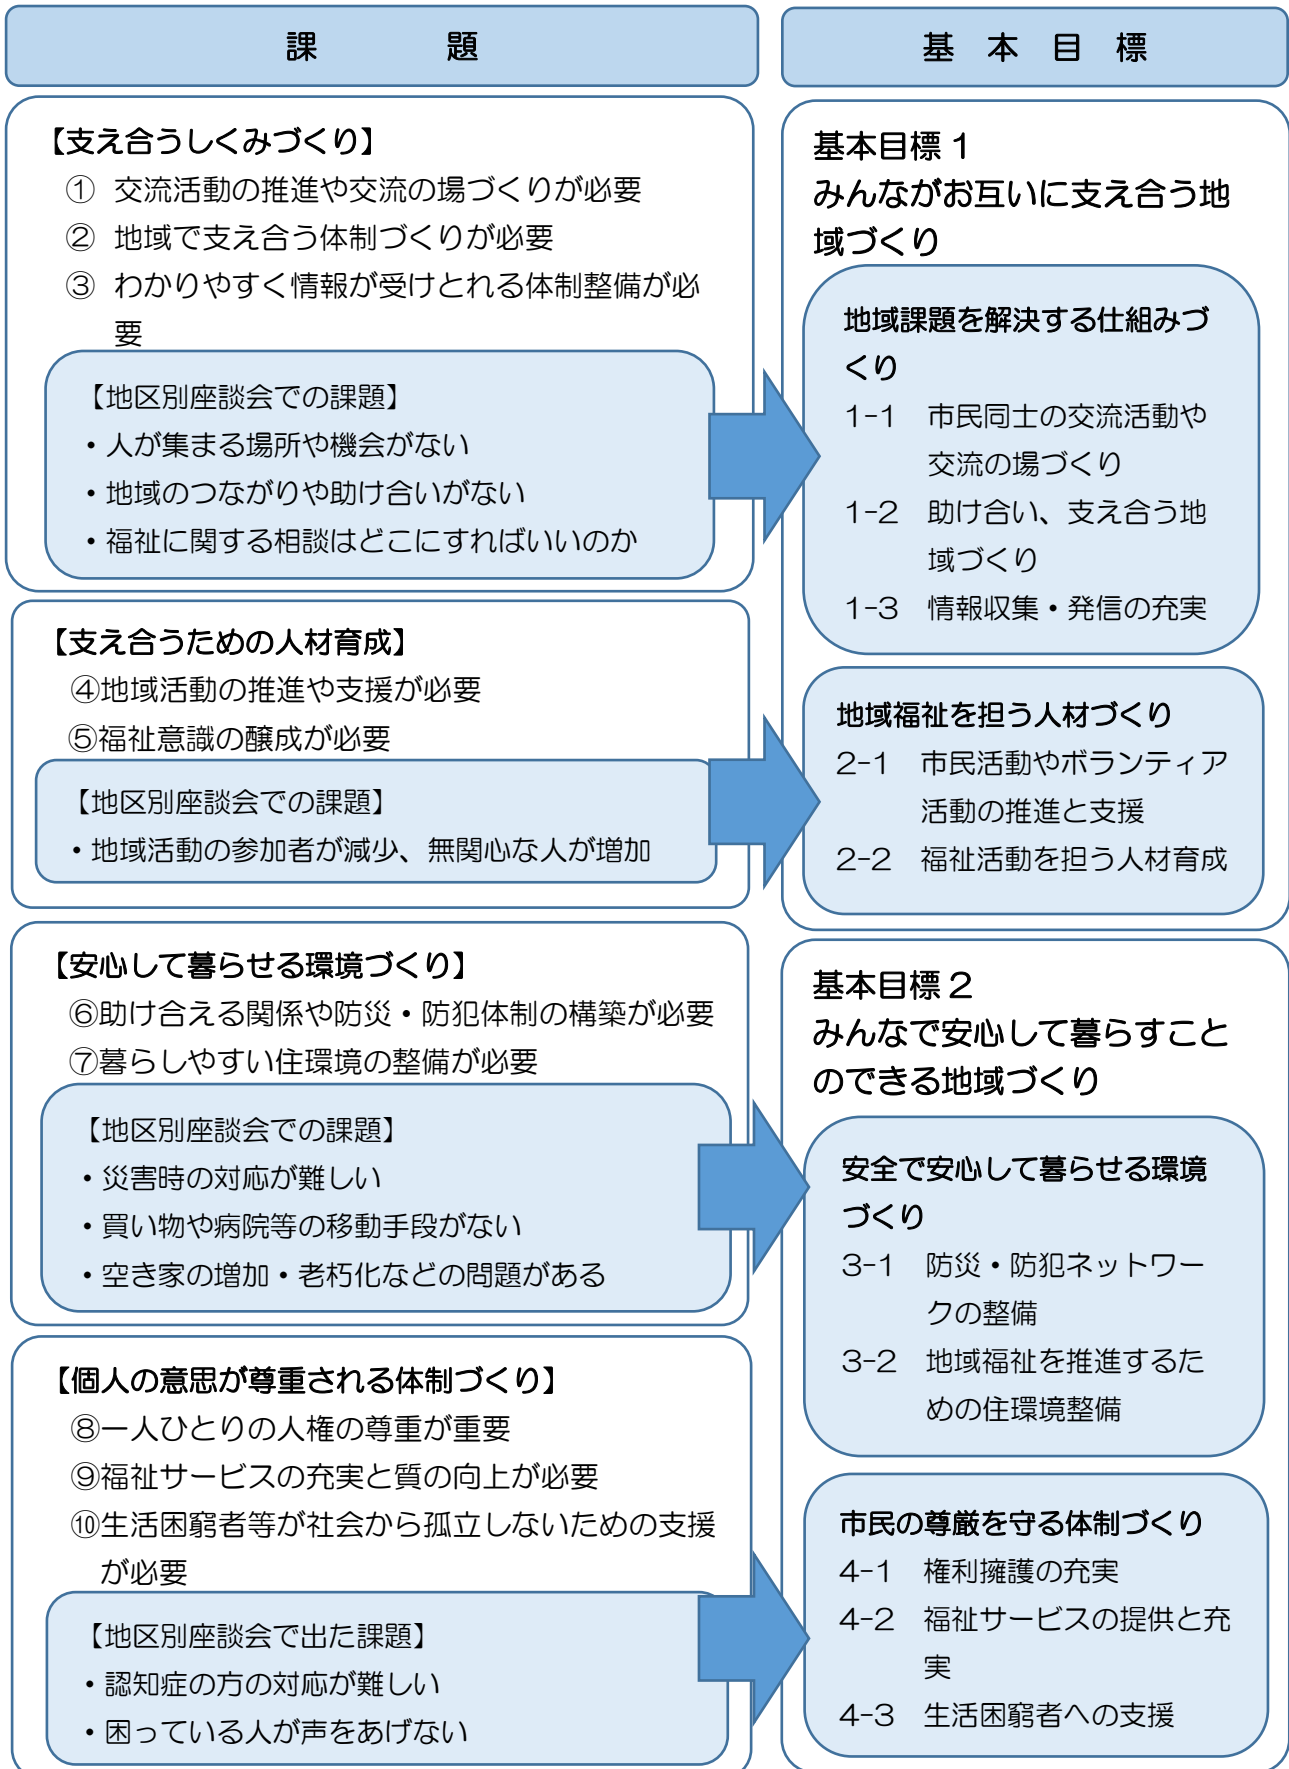 課題
【支え合うしくみづくり】
① 交流活動の推進や交流の場づくりが必要
② 地域で支え合う体制づくりが必要
③ わかりやすく情報が受けとれる体制整備が必
要
【地区別座談会での課題】
・人が集まる場所や機会がない
・地域のつながりや助け合いがない
・福祉に関する相談はどこにすればいいのか
【支え合うための人材育成】
④地域活動の推進や支援が必要
⑤福祉意識の醸成が必要
【地区別座談会での課題】
・地域活動の参加者が減少、無関心な人が増加
【安心して暮らせる環境づくり】
⑥助け合える関係や防災・防犯体制の構築が必要
⑦暮らしやすい住環境の整備が必要
【地区別座談会での課題】
・災害時の対応が難しい
・買い物や病院等の移動手段がない
・空き家の増加・老朽化などの問題がある
【個人の意思が尊重される体制づくり】
⑧一人ひとりの人権の尊重が重要
⑨福祉サービスの充実と質の向上が必要
⑩生活困窮者等が社会から孤立しないための支援
が必要
【地区別座談会で出た課題】
・認知症の方の対応が難しい
・困っている人が声をあげない
基本目標
基本目標1
みんながお互いに支え合う地
域づくり
地域課題を解決する仕組みづ
くり
1-1 市民同士の交流活動や
交流の場づくり
1-2 助け合い、支え合う地
域づくり
1-3 情報収集・発信の充実
地域福祉を担う人材づくり
2-1 市民活動やボランティア
活動の推進と支援
2-2 福祉活動を担う人材育成
基本目標2
みんなで安心して暮らすこと
のできる地域づくり
安全で安心して暮らせる環境
づくり
3-1 防災・防犯ネットワー
クの整備
3-2 地域福祉を推進するた
めの住環境整備
市民の尊厳を守る体制づくり
4-1 権利擁護の充実
4-2 福祉サービスの提供と充
実
4-3 生活困窮者への支援